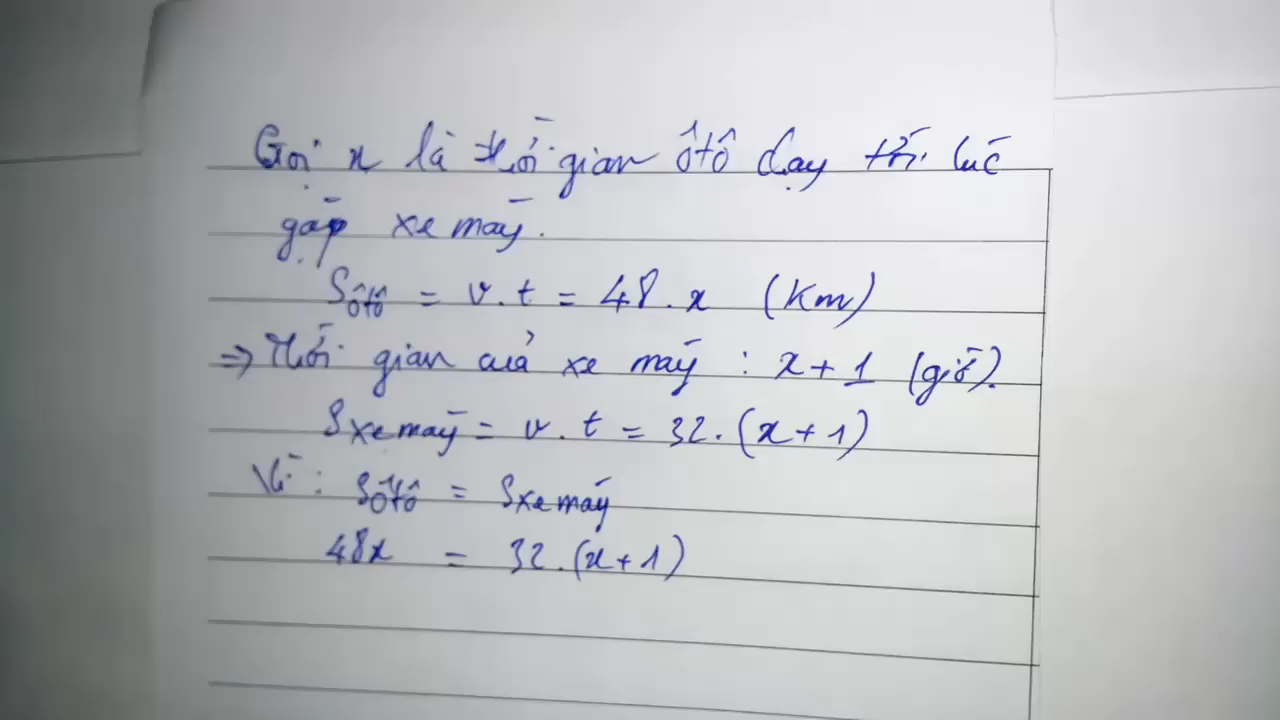 Gọi x là thời gian ôtô chạy tới lúc
gặp xe máy.
Sôtô = v.t = 48.x (Km)
=> Thời gian của xe máy : x+1 (giờ).
Sxe máy = v.t = 32.(x+1)
Vì : Sôtô = Sxe máy
48x = 32.(x+1)